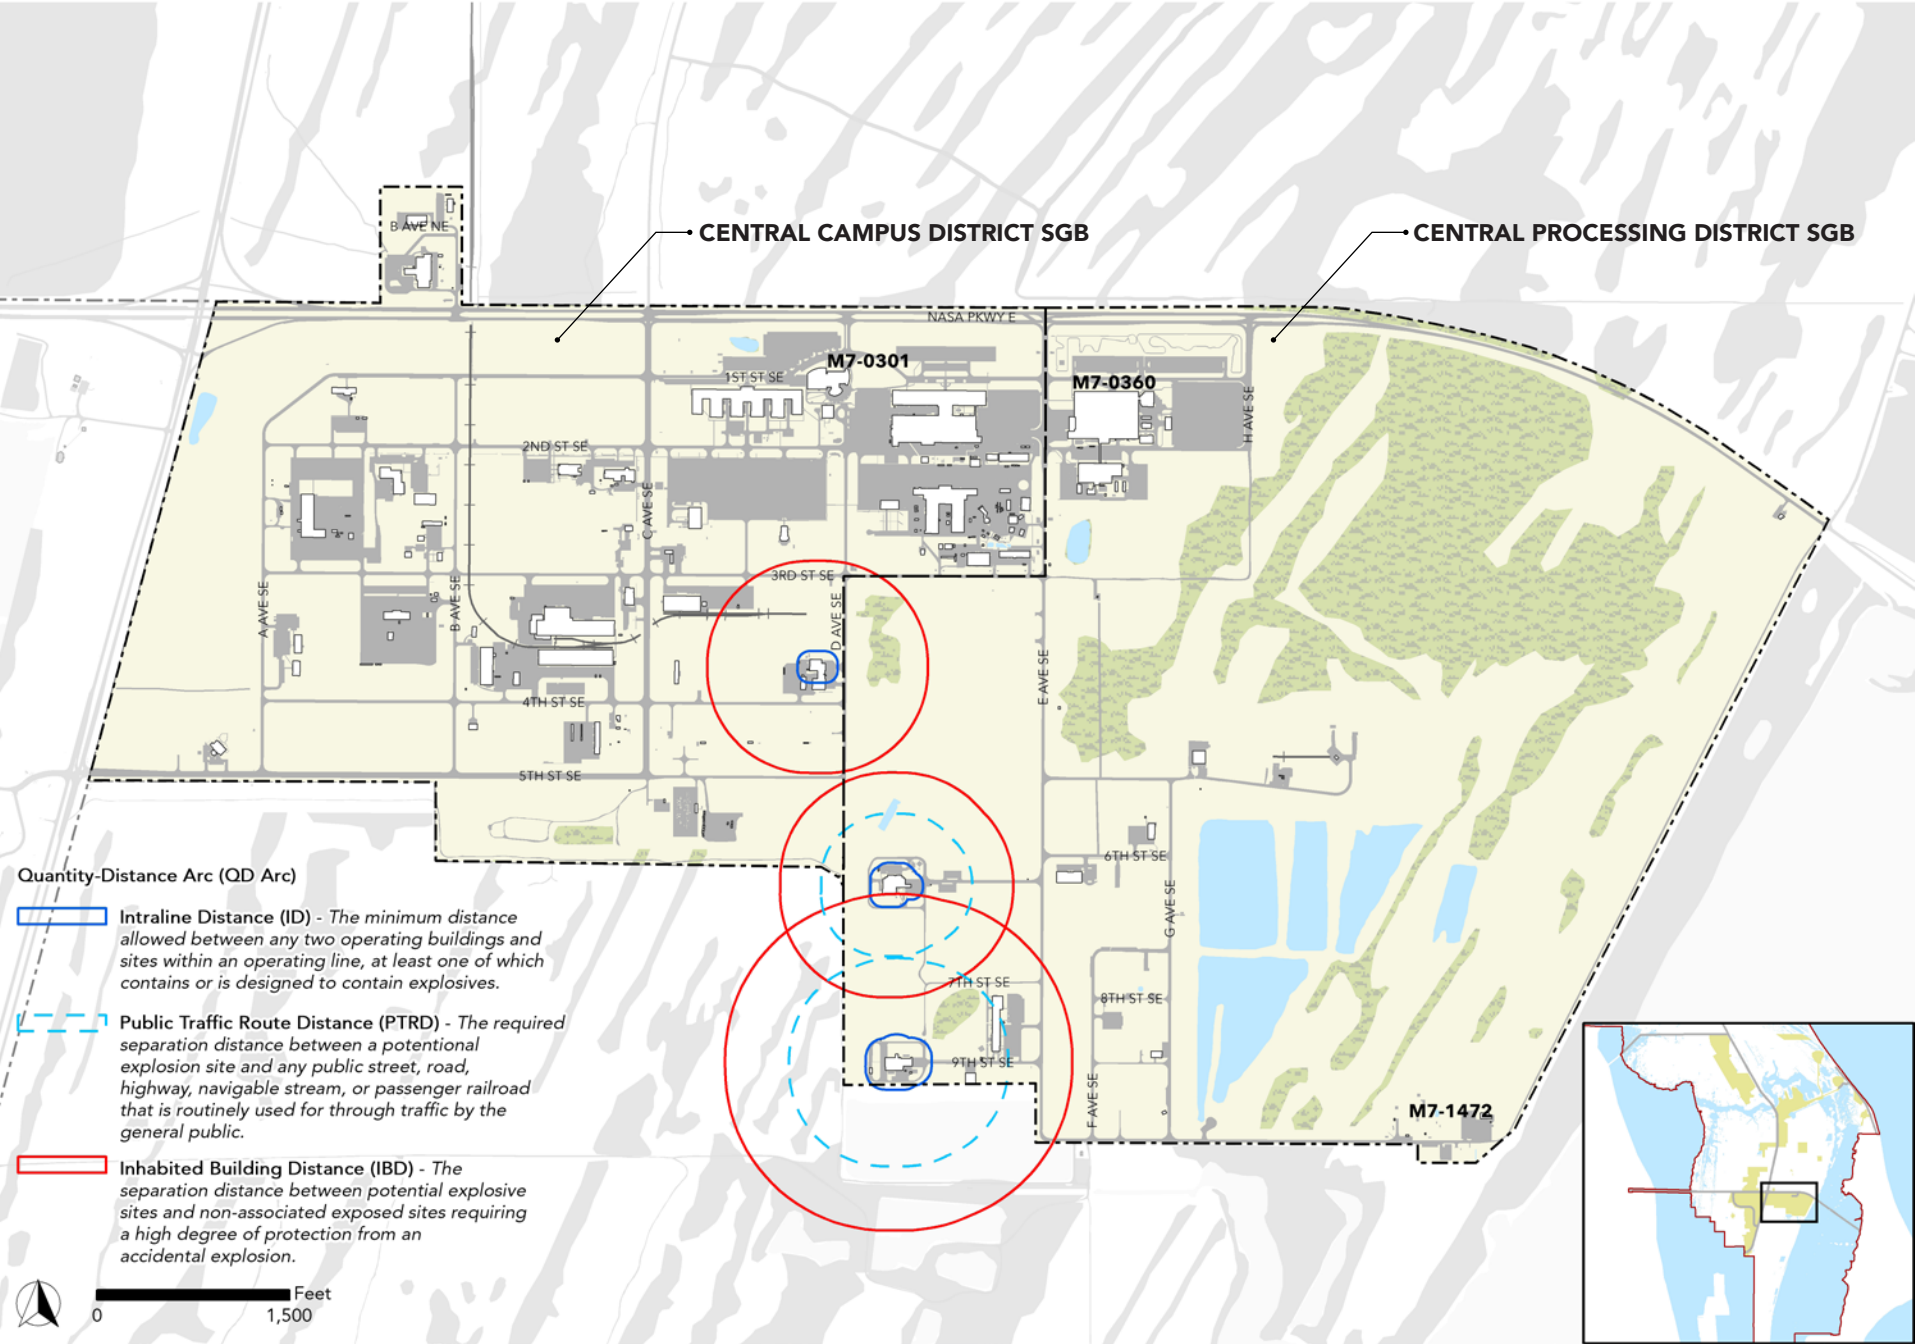 B AVE NE
CENTRAL CAMPUS DISTRICT SGB
CENTRAL PROCESSING DISTRICT SGB
NASA PKWY E
M7-0301
1ST ST SE
M7-0360
H AVE SE
2ND ST SE
C AVE SE
3RD ST SE
A AVE SE
B AVE SE
D AVE SE
E AVE SE
4TH ST SE
5TH ST SE
6TH ST SE
G AVE SE
7TH ST SE
8TH ST SE
9TH ST SE
F AVE SE
M7-1472
Quantity-Distance Arc (QD Arc)
Intraline Distance (ID) - The minimum distance
allowed between any two operating buildings and
sites within an operating line, at least one of which
contains or is designed to contain explosives.
Public Traffic Route Distance (PTRD) - The required
separation distance between a potentional
explosion site and any public street, road,
highway, navigable stream, or passenger railroad
that is routinely used for through traffic by the
general public.
Inhabited Building Distance (IBD) - The
separation distance between potential explosive
sites and non-associated exposed sites requiring
a high degree of protection from an
accidental explosion.
Feet
0 1,500